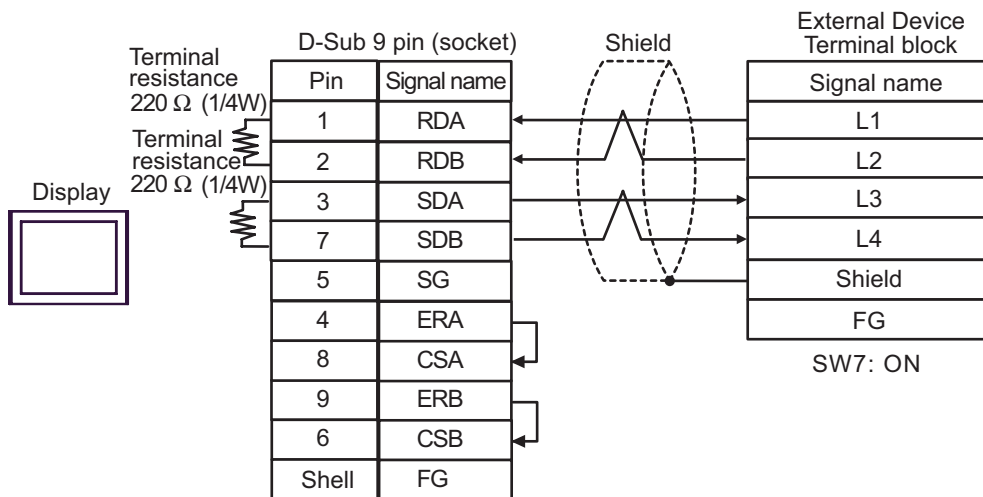 External Device
Terminal block
D-Sub 9 pin (socket)
Shield
Terminal
resistance
220 Ω (1/4W)
Terminal
resistance
220 Ω (1/4W)
Display
Pin Signal name
1 RDA
2 RDB
3 SDA
7 SDB
5 SG
4 ERA
8 CSA
9 ERB
6 CSB
Shell FG
Signal name
L1
L2
L3
L4
Shield
FG
SW7: ON